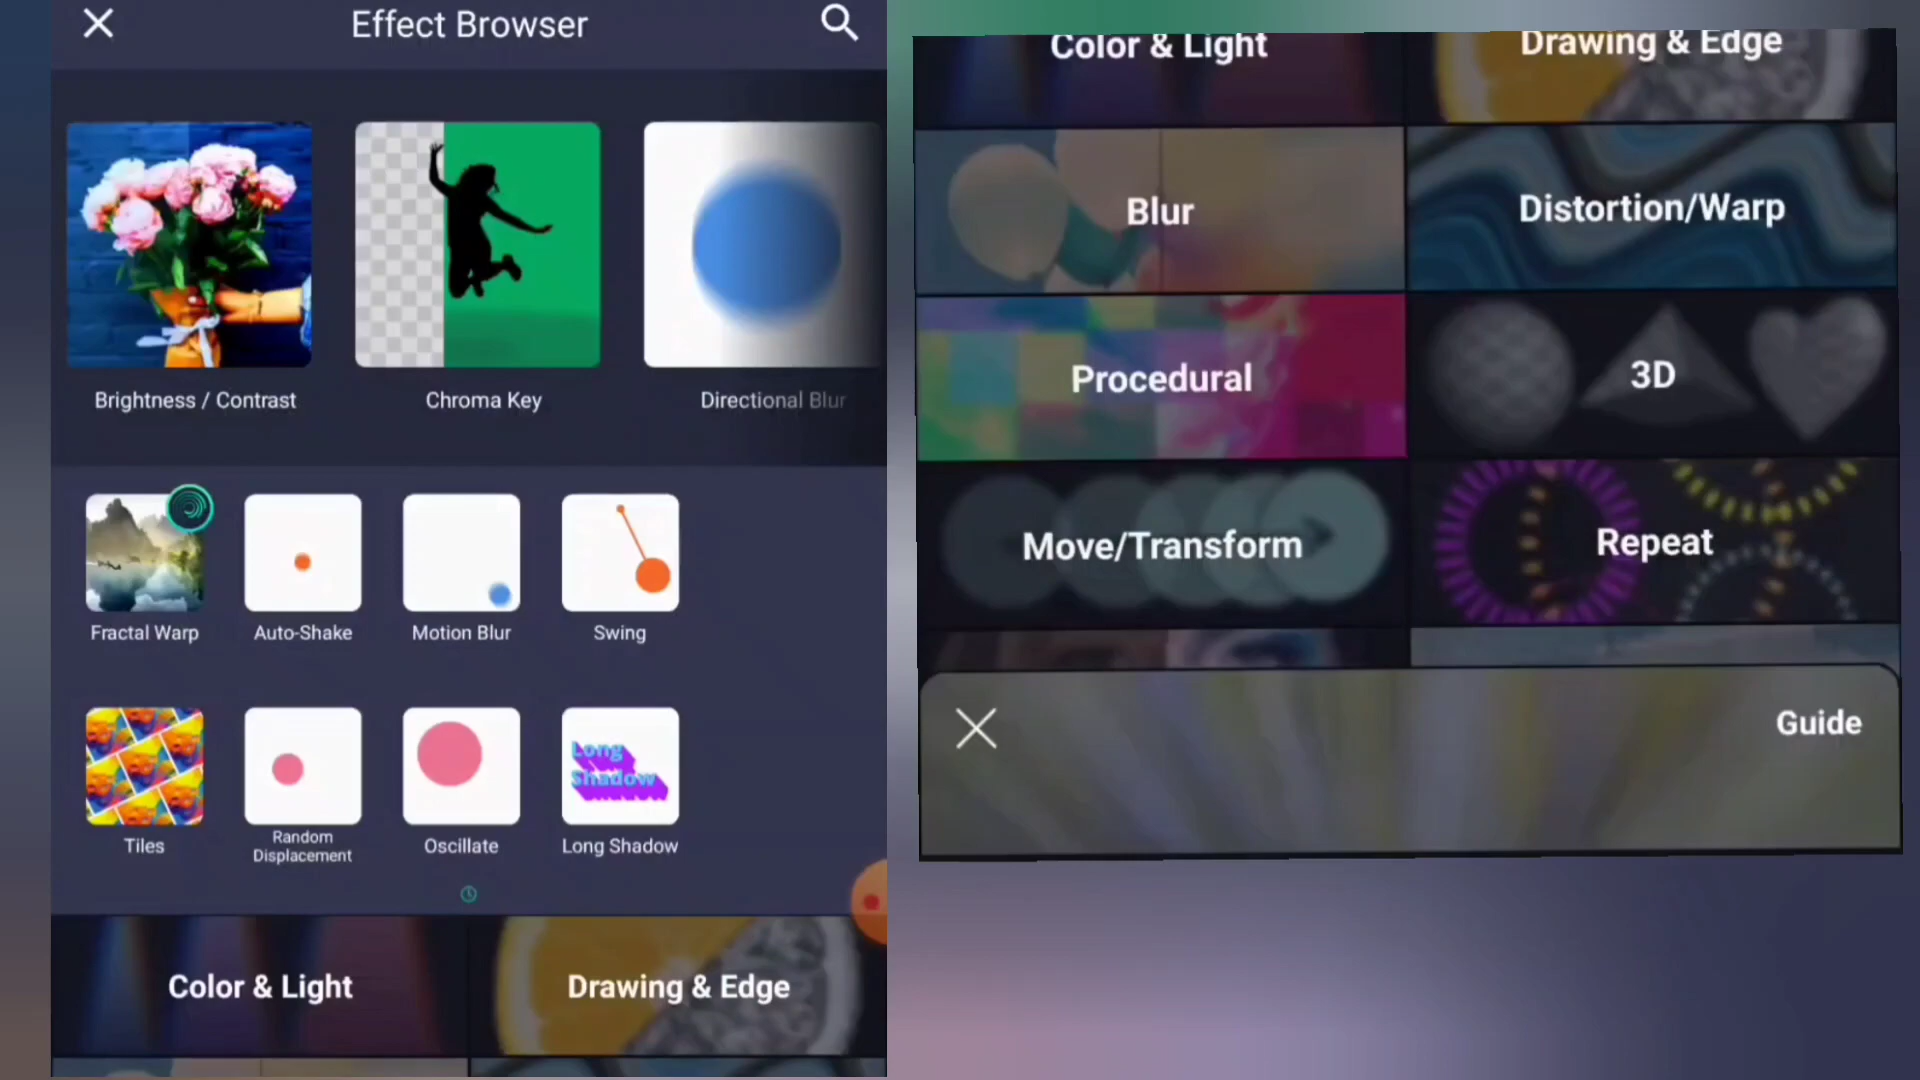 Effect Browser
Brightness / Contrast
Chroma Key
Directional Blur
Fractal Warp
Auto-Shake
Motion Blur
Swing
Long
Shadow
Tiles
Random
Displacement
Oscillate
Long Shadow
Color & Light
Drawing & Edge
Color & Light
Drawing & Edge
Blur
Distortion/Warp
Procedural
3D
Move/Transform
Repeat
Guide